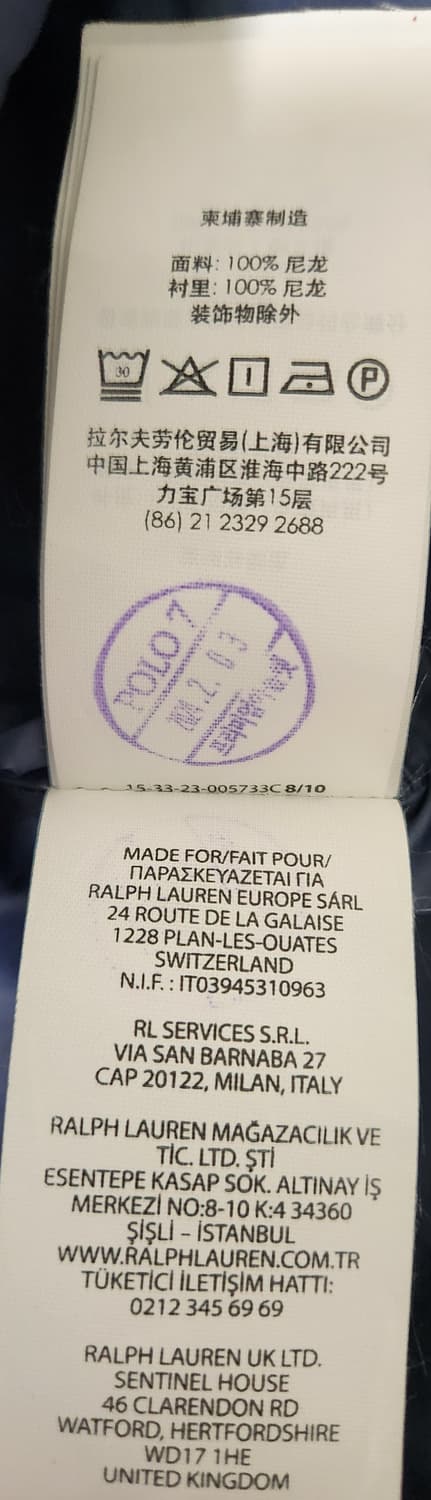 柬埔寨制造
面料: 100% 尼龙
衬里: 100% 尼龙
装饰物除外
30
P
拉尔夫劳伦贸易(上海)有限公司
中国上海黄浦区淮海中路222号
力宝广场第15层
(86) 21 2329 2688
POLO 7
15-33-23-005733C 8/10
MADE FOR/FAIT POUR/
ΠΑΡΑΣΚΕΥΑΖΕΤΑΙ ΓΙΑ
RALPH LAUREN EUROPE SÁRL
24 ROUTE DE LA GALAISE
1228 PLAN-LES-OUATES
SWITZERLAND
N.I.F. : IT03945310963
RL SERVICES S.R.L.
VIA SAN BARNABA 27
CAP 20122, MILAN, ITALY
RALPH LAUREN MAĞAZACILIK VE
TİC. LTD. ŞTİ
ESENTEPE KASAP SOK. ALTINAY İŞ
MERKEZİ NO:8-10 K:4 34360
ŞİŞLİ – İSTANBUL
WWW.RALPHLAUREN.COM.TR
TÜKETİCİ İLETİŞİM HATTI:
0212 345 69 69
RALPH LAUREN UK LTD.
SENTINEL HOUSE
46 CLARENDON RD
WATFORD, HERTFORDSHIRE
WD17 1HE
UNITED KINGDOM